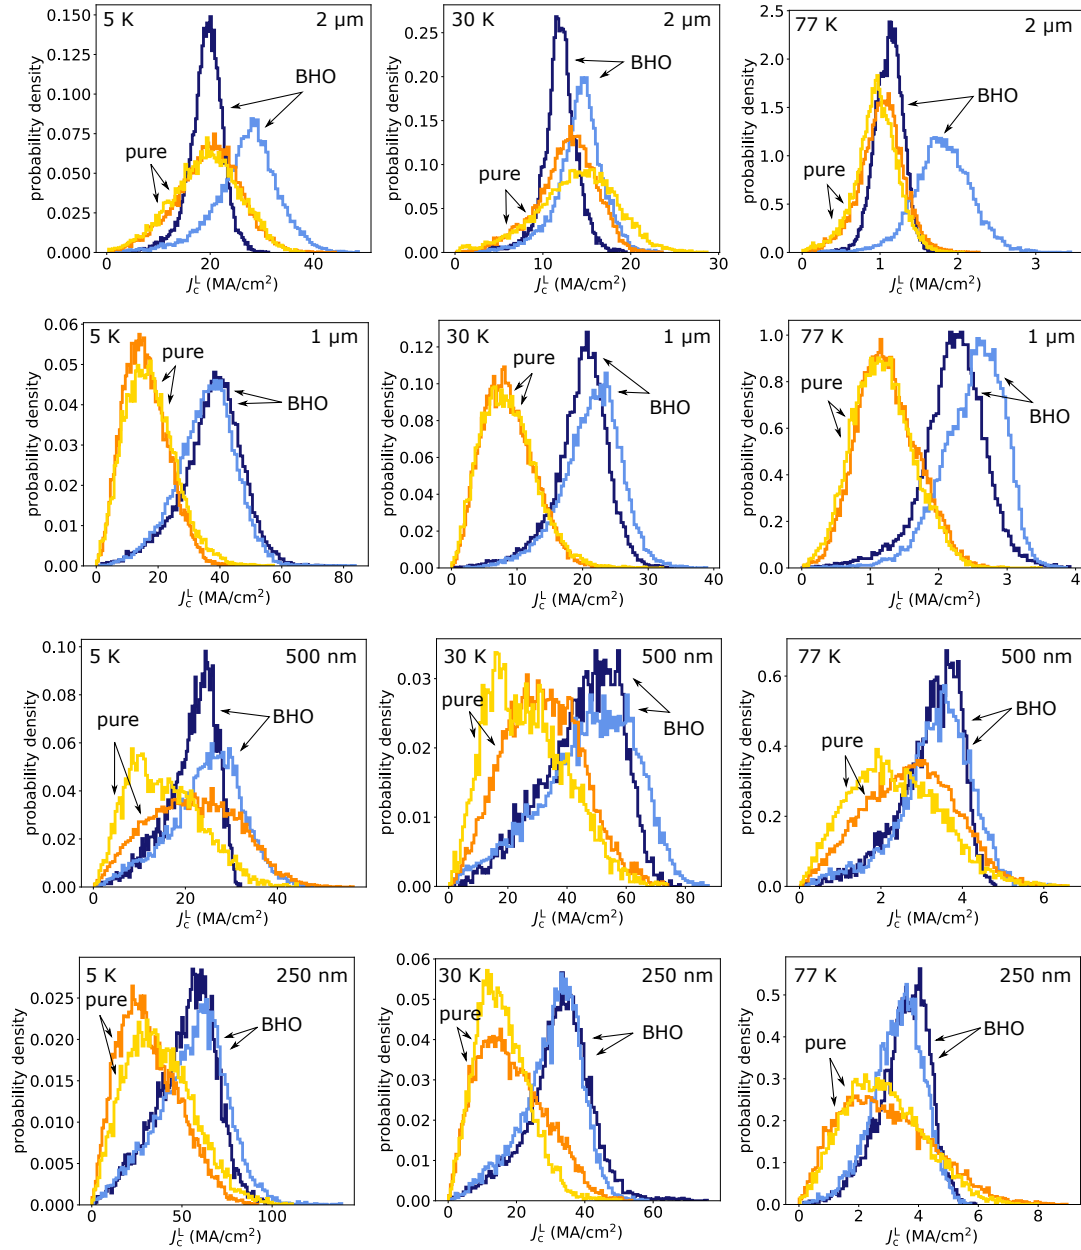 5 K 2 μm
BHO
pure
probability density
0.150
0.125
0.100
0.075
0.050
0.025
0.000
20 40
J_c^L (MA/cm²)
30 K 2 μm
BHO
pure
probability density
0.25
0.20
0.15
0.10
0.05
0.00
0 10 20 30
J_c^L (MA/cm²)
77 K 2 μm
BHO
pure
probability density
2.5
2.0
1.5
1.0
0.5
0.0
0 1 2 3
J_c^L (MA/cm²)
5 K 1 μm
pure
BHO
probability density
0.06
0.05
0.04
0.03
0.02
0.01
0.00
0 20 40 60 80
J_c^L (MA/cm²)
30 K 1 μm
pure
BHO
probability density
0.12
0.10
0.08
0.06
0.04
0.02
0.00
0 10 20 30 40
J_c^L (MA/cm²)
77 K 1 μm
pure
BHO
probability density
1.0
0.8
0.6
0.4
0.2
0.0
0 1 2 3 4
J_c^L (MA/cm²)
5 K 500 nm
pure
BHO
probability density
0.10
0.08
0.06
0.04
0.02
0.00
0 20 40
J_c^L (MA/cm²)
30 K 500 nm
pure
BHO
probability density
0.03
0.02
0.01
0.00
0 20 40 60 80
J_c^L (MA/cm²)
77 K 500 nm
BHO
pure
probability density
0.6
0.4
0.2
0.0
0 2 4 6
J_c^L (MA/cm²)
5 K 250 nm
pure
BHO
probability density
0.025
0.020
0.015
0.010
0.005
0.000
0 50 100
J_c^L (MA/cm²)
30 K 250 nm
pure
BHO
probability density
0.06
0.05
0.04
0.03
0.02
0.01
0.00
0 20 40 60
J_c^L (MA/cm²)
77 K 250 nm
BHO
pure
probability density
0.5
0.4
0.3
0.2
0.1
0.0
0 2 4 6 8
J_c^L (MA/cm²)